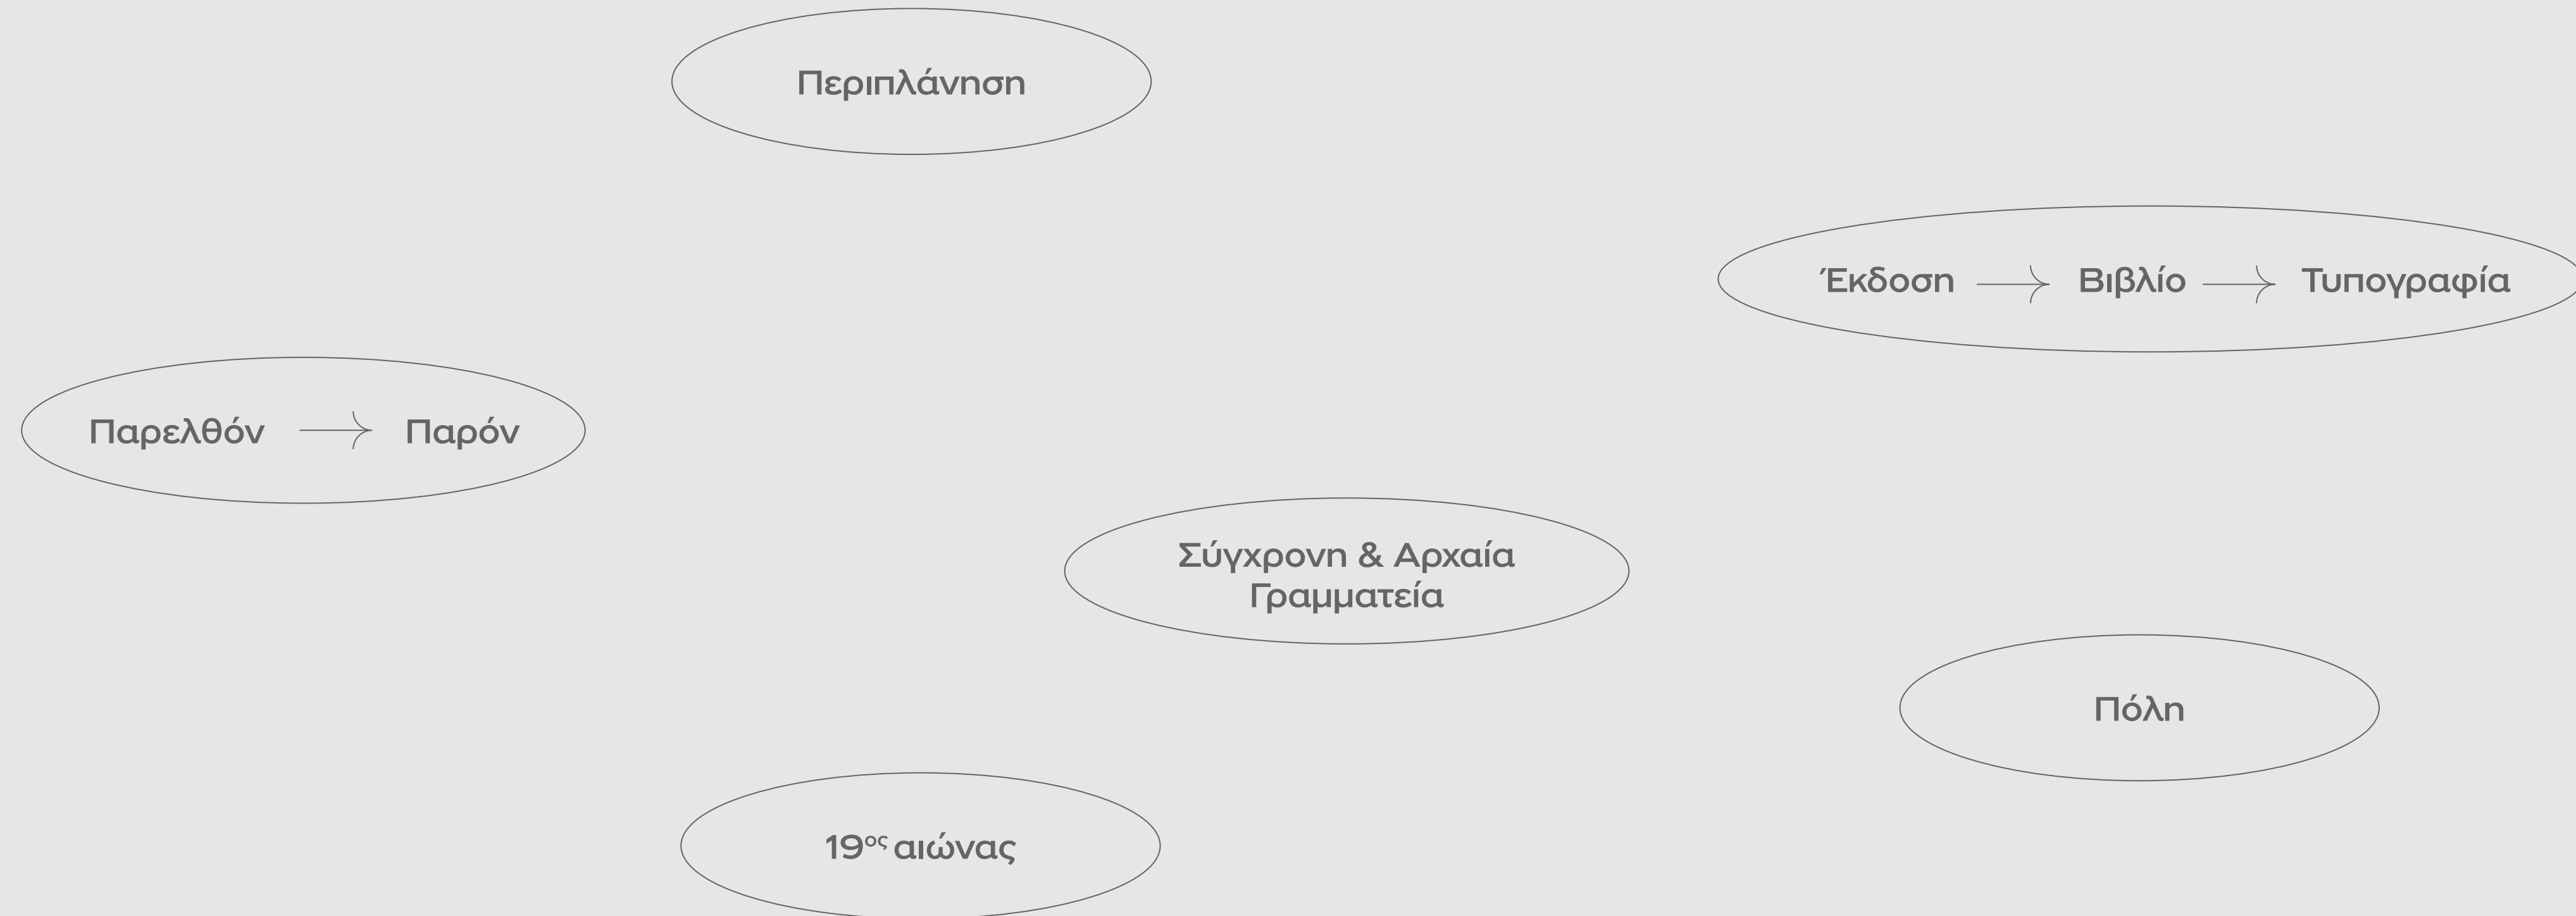 Περιπλάνηση
Έκδοση → Βιβλίο → Τυπογραφία
Παρελθόν → Παρόν
Σύγχρονη & Αρχαία
Γραμματεία
Πόλη
19ος αιώνας